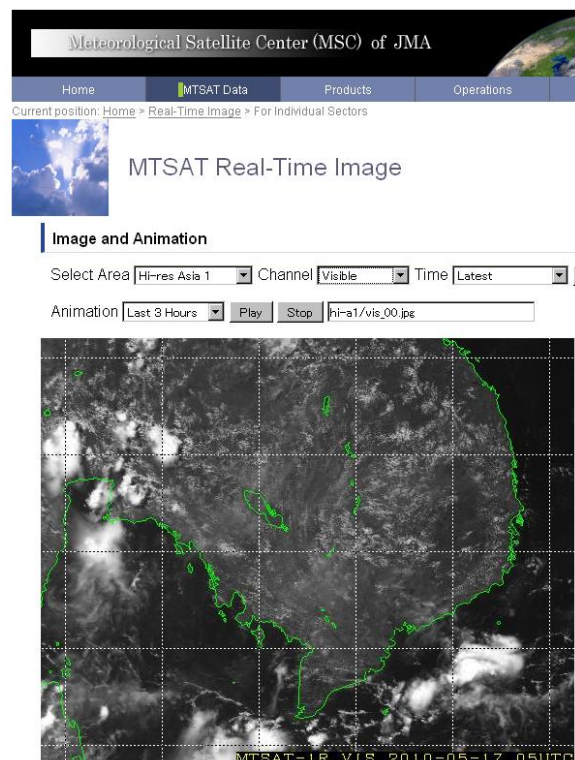 Meteorological Satellite Center (MSC) of JMA
Home MTSAT Data Products Operations
Current position: Home > Real-Time Image > For Individual Sectors
MTSAT Real-Time Image
Image and Animation
Select Area Hi-res Asia 1 Channel Visible Time Latest
Animation Last 3 Hours Play Stop hi-a1/vis_00.jpg
MTSAT-1R VIS 2010-05-17 05UTC